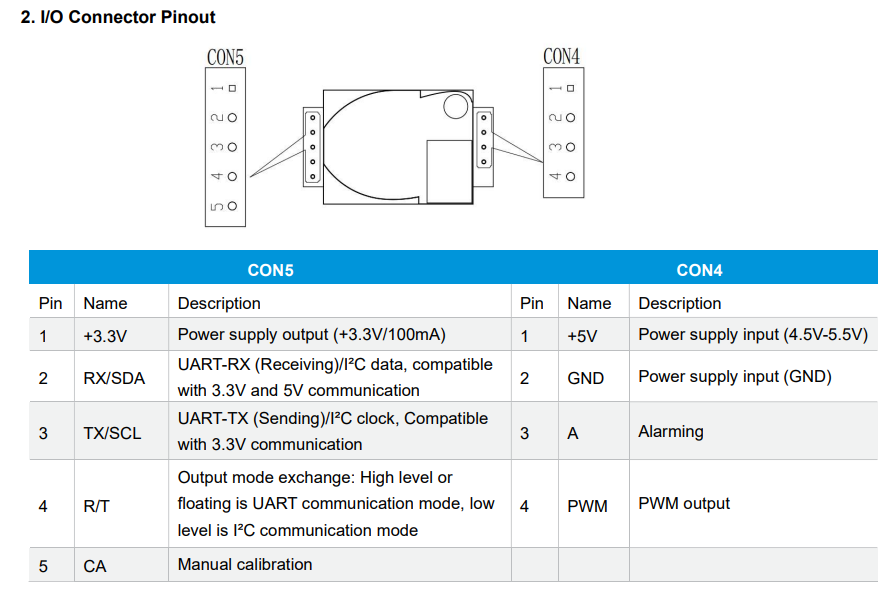 2. I/O Connector Pinout
CON5
CON4
1
2
3
4
5
1
2
3
4
CON5 CON4
Pin Name Description Pin Name Description
1 +3.3V Power supply output (+3.3V/100mA) 1 +5V Power supply input (4.5V-5.5V)
2 RX/SDA UART-RX (Receiving)/I²C data, compatible
with 3.3V and 5V communication
2 GND Power supply input (GND)
3 TX/SCL UART-TX (Sending)/I²C clock, Compatible
with 3.3V communication
3 A Alarming
4 R/T Output mode exchange: High level or
floating is UART communication mode, low
level is I²C communication mode
4 PWM PWM output
5 CA Manual calibration